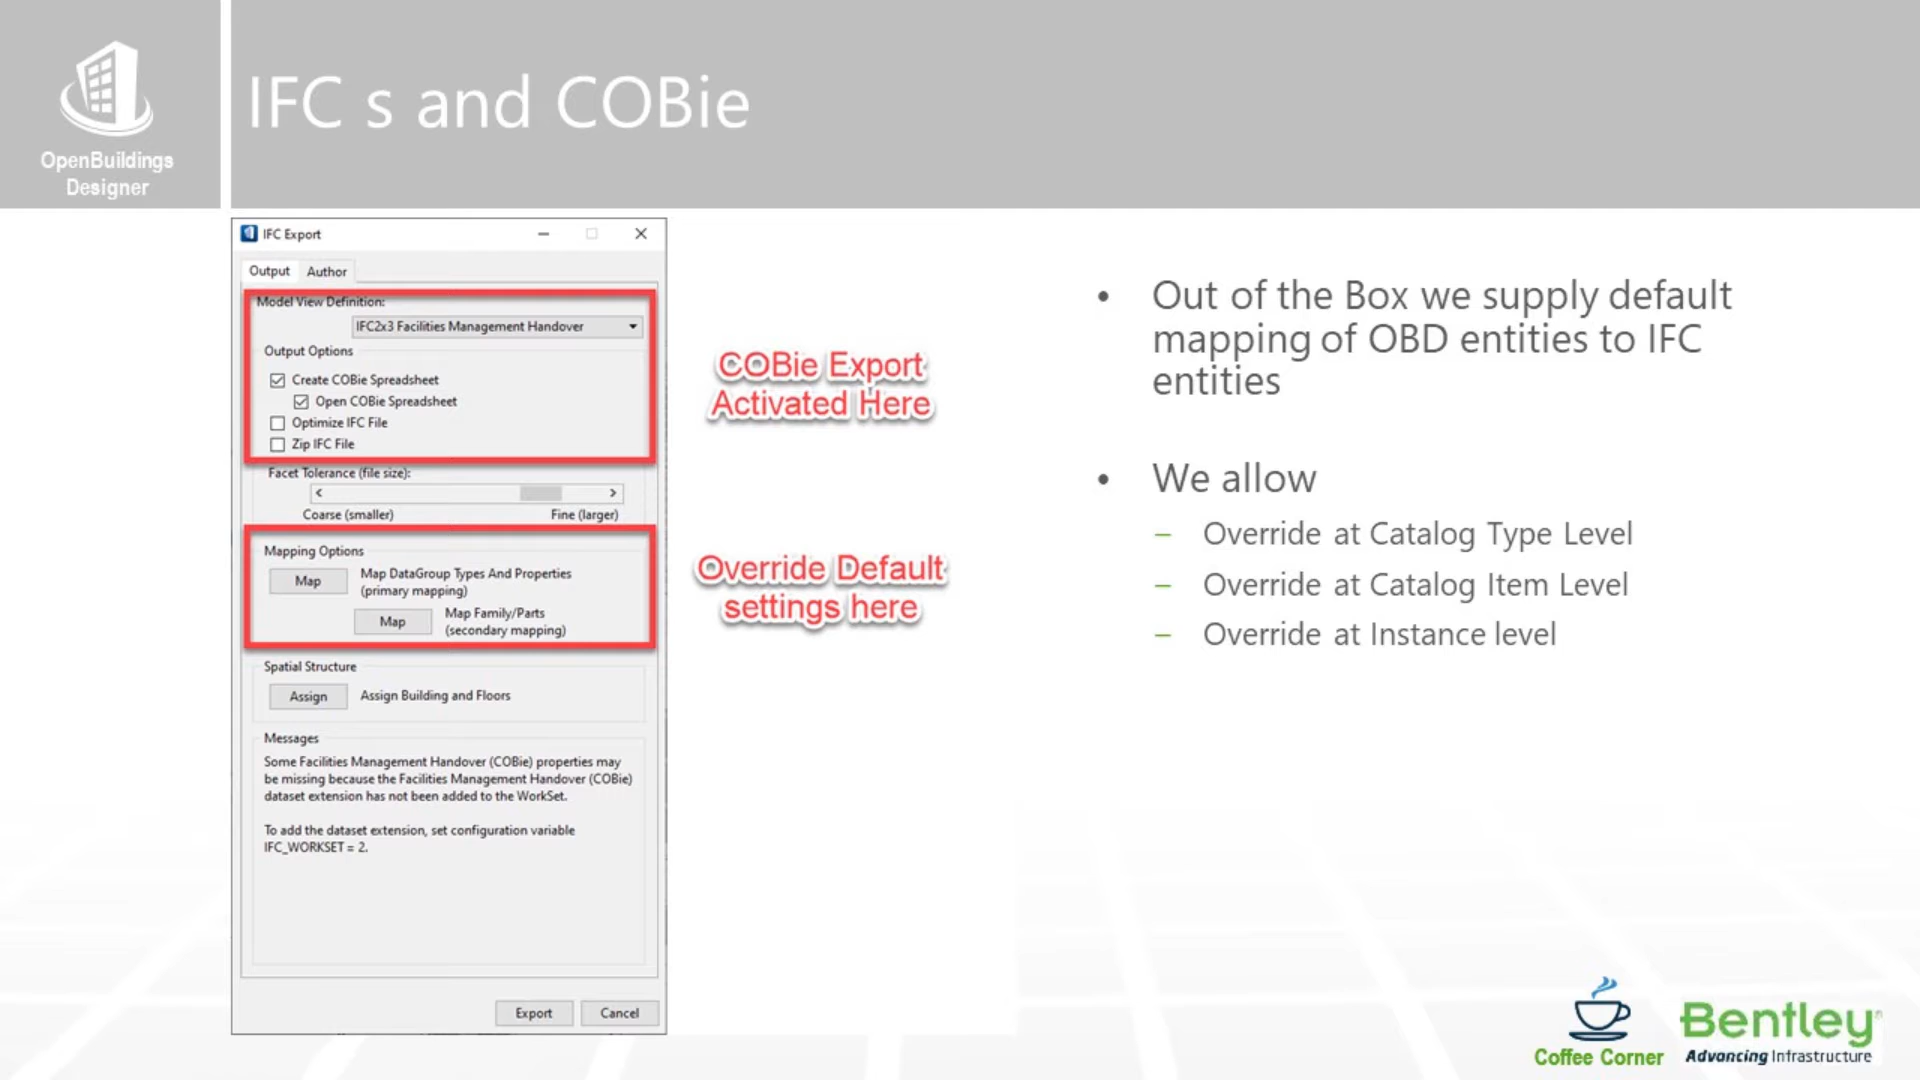 OpenBuildings
Designer
IFC s and COBie
IFC Export
Output
Author
Model View Definition:
IFC2x3 Facilities Management Handover
Output Options
Create COBie Spreadsheet
Open COBie Spreadsheet
Optimize IFC File
Zip IFC File
Facet Tolerance (file size):
Coarse (smaller)
Fine (larger)
Mapping Options
Map
Map DataGroup Types And Properties
(primary mapping)
Map
Map Family/Parts
(secondary mapping)
Spatial Structure
Assign
Assign Building and Floors
Messages
Some Facilities Management Handover (COBie) properties may
be missing because the Facilities Management Handover (COBie)
dataset extension has not been added to the WorkSet.
To add the dataset extension, set configuration variable
IFC_WORKSET = 2.
Export
Cancel
COBie Export
Activated Here
Override Default
settings here
• Out of the Box we supply default
mapping of OBD entities to IFC
entities
• We allow
– Override at Catalog Type Level
– Override at Catalog Item Level
– Override at Instance level
Coffee Corner
Bentley®
Advancing Infrastructure